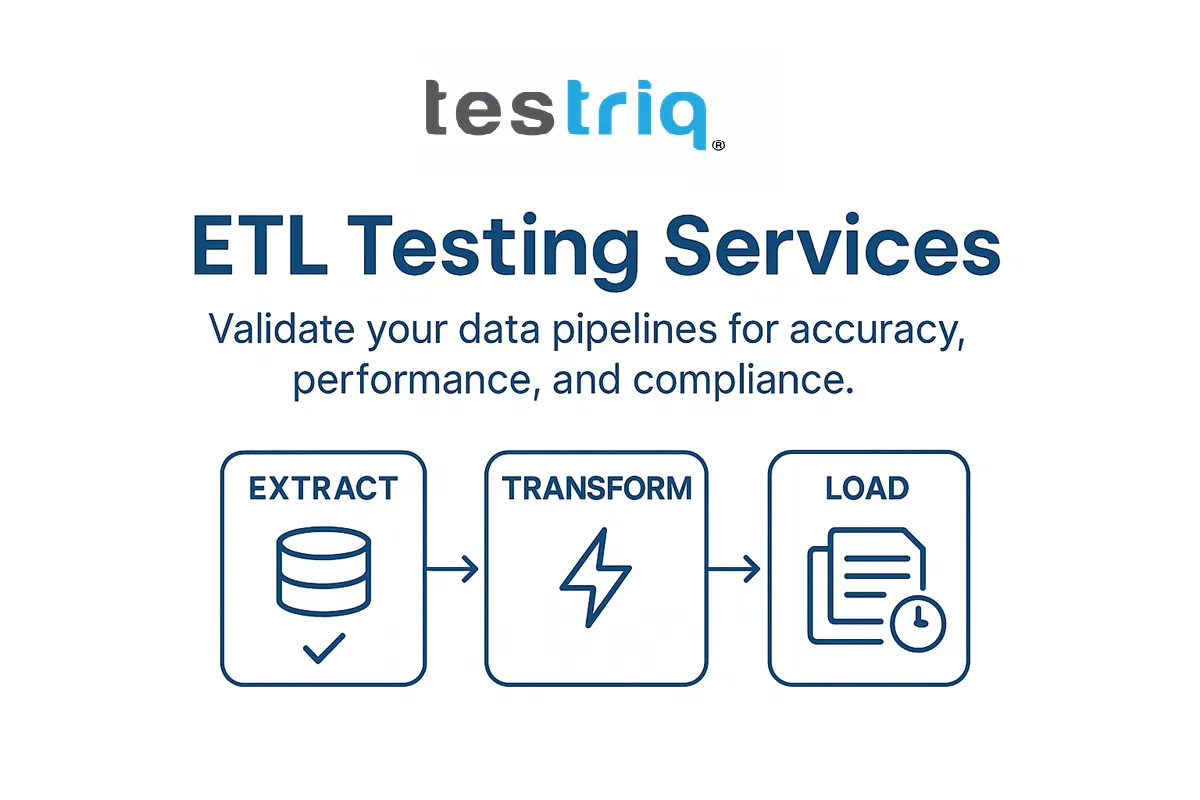 testriq®
ETL Testing Services
Validate your data pipelines for accuracy,
performance, and compliance.
EXTRACT
TRANSFORM
LOAD